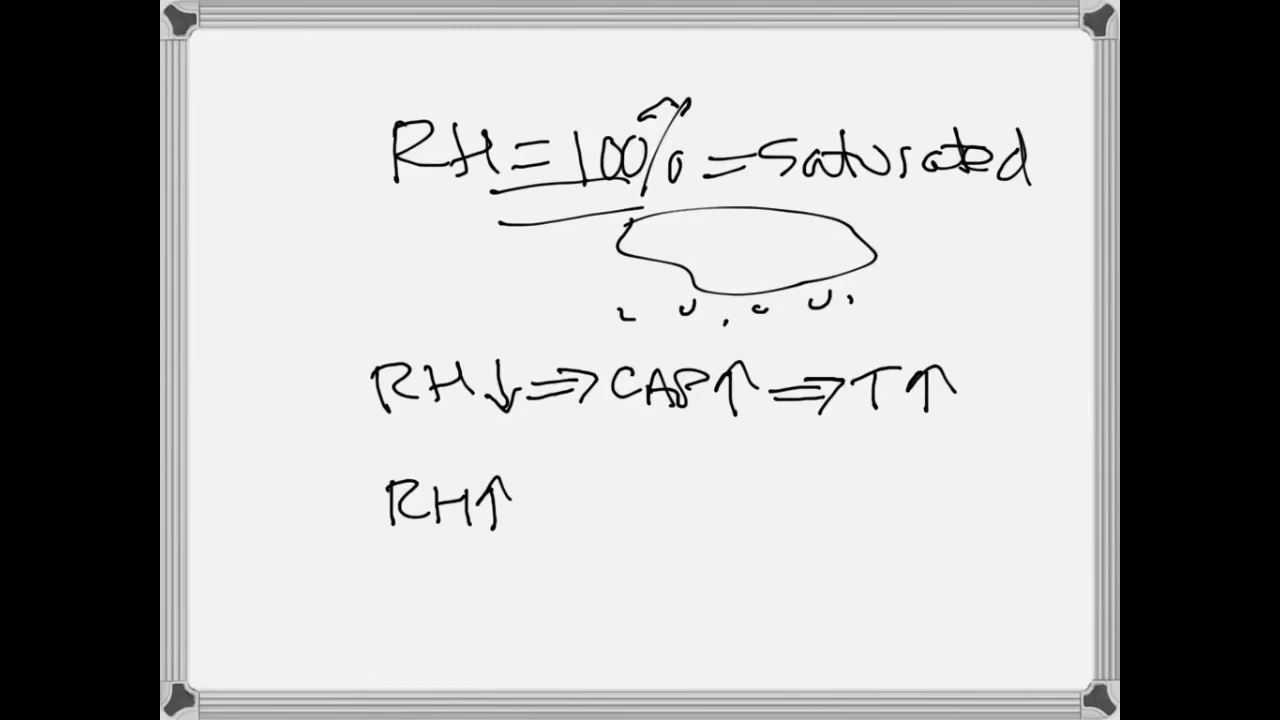 RH = 100% = Saturated
RH↓ ⇒ CAP↑ ⇒ T↑
RH↑